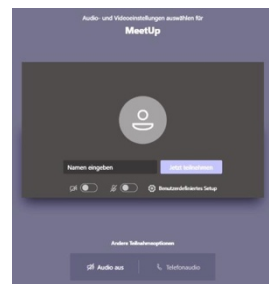 Audio- und Videoeinstellungen auswählen für
MeetUp
Namen eingeben
Jetzt teilnehmen
Benutzerdefiniertes Setup
Andere Teilnahmeoptionen
Audio aus
Telefonaudio